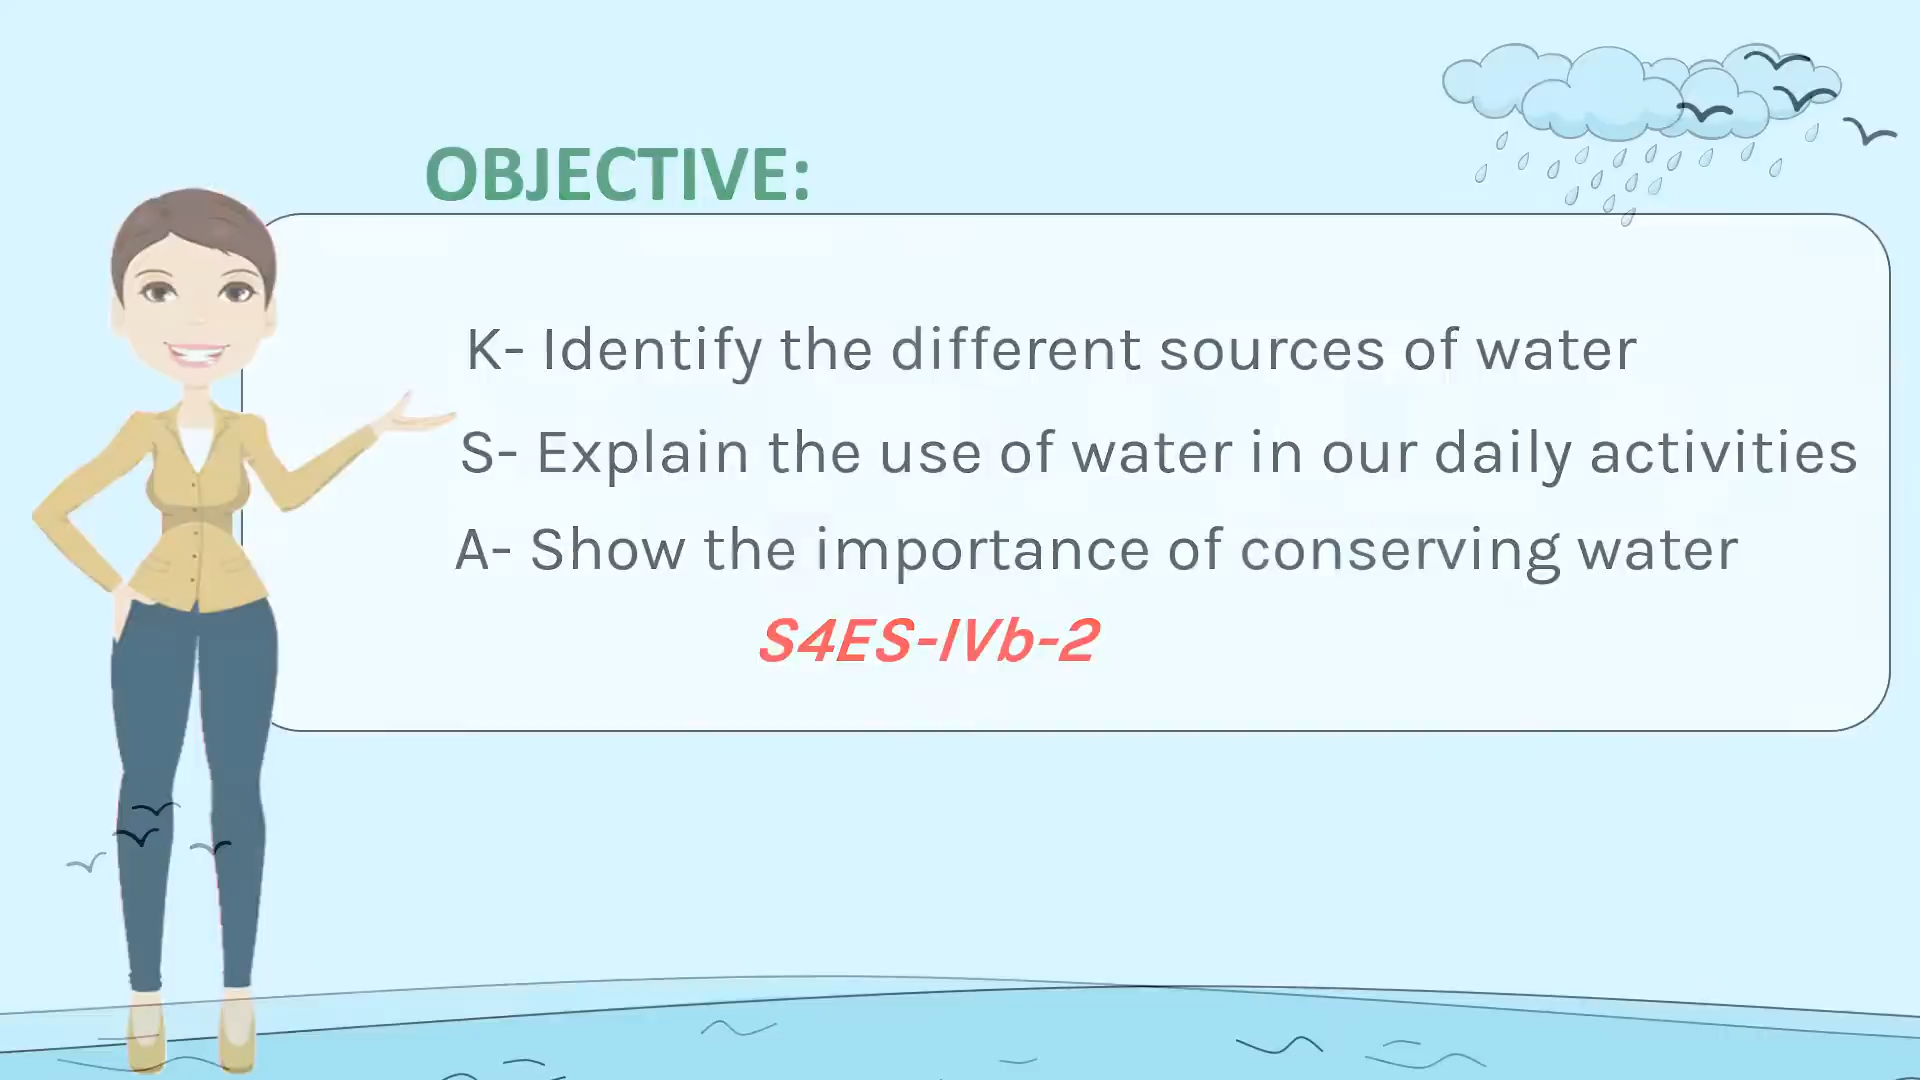 OBJECTIVE:
K- Identify the different sources of water
S- Explain the use of water in our daily activities
A- Show the importance of conserving water
S4ES-IVb-2